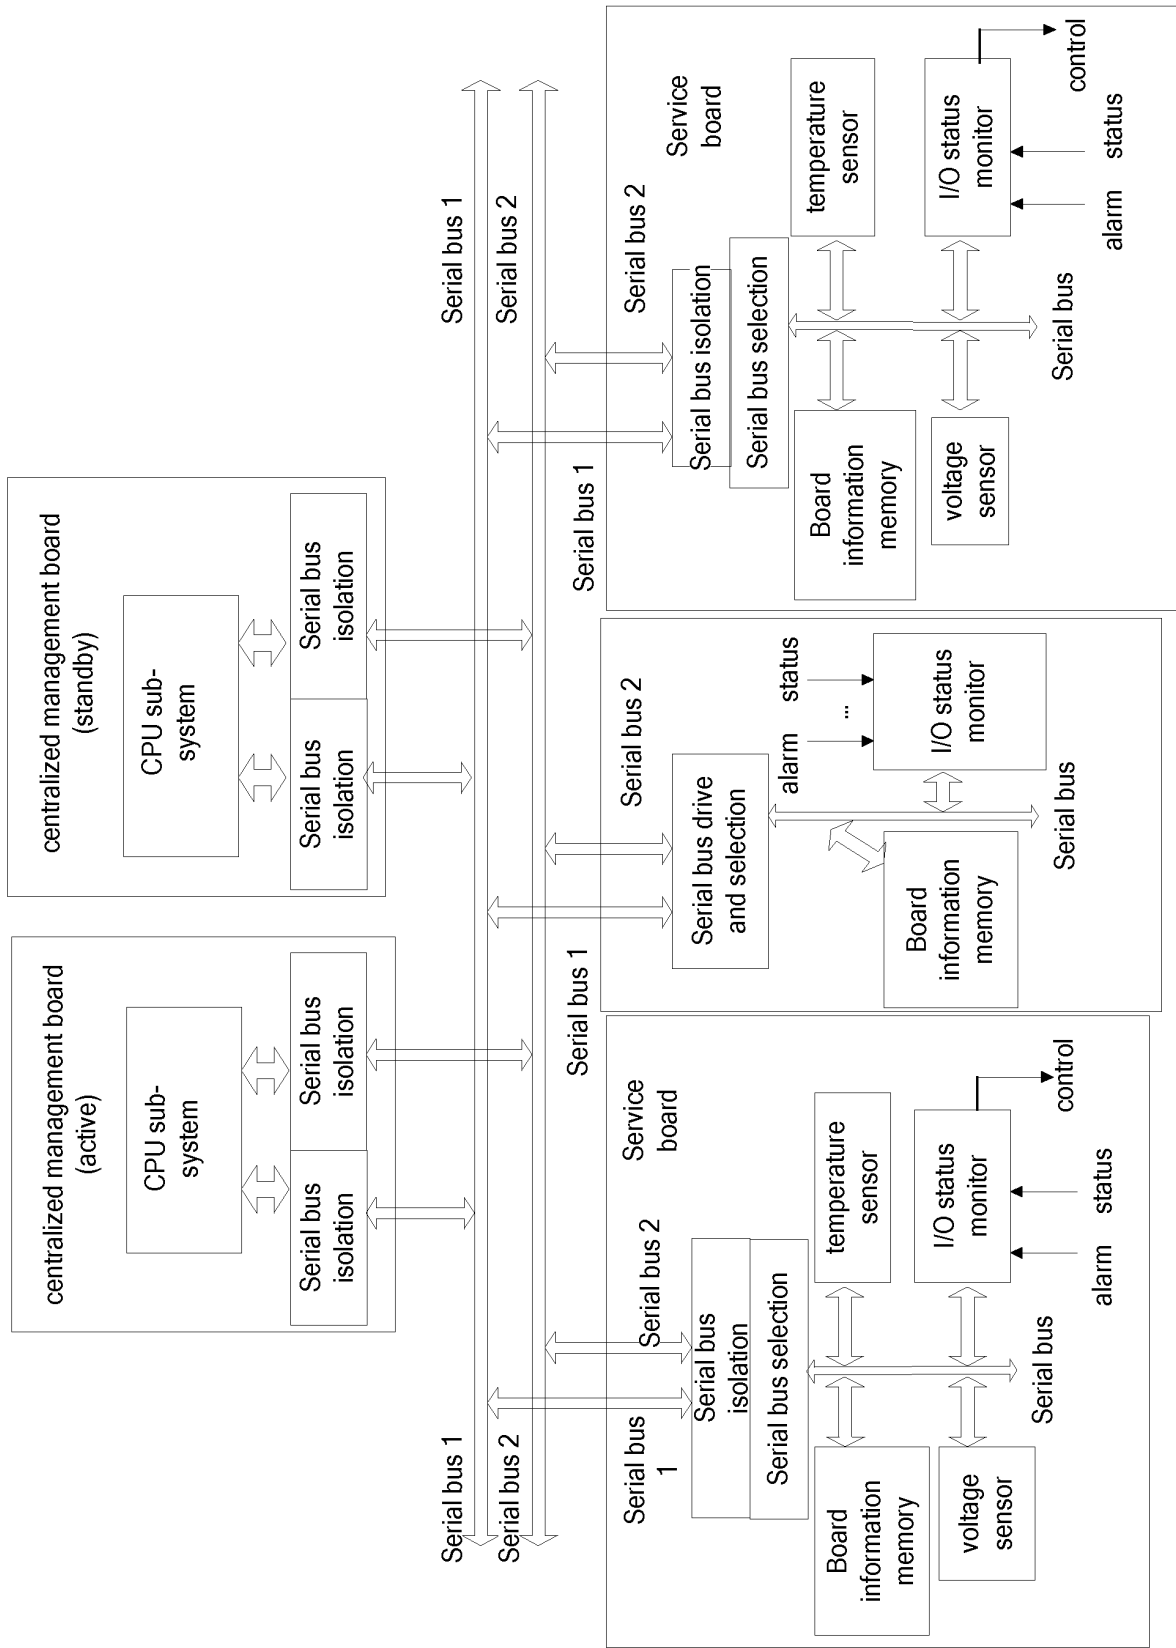 centralized management board
(active)
CPU sub-
system
Serial bus
isolation
Serial bus
isolation
centralized management board
(standby)
CPU sub-
system
Serial bus
isolation
Serial bus
isolation
Serial bus 1
Serial bus 2
Serial bus 1
Serial bus 2
Serial bus
1
Serial bus 2
Service
board
Serial bus
isolation
Serial bus selection
Board
information
memory
temperature
sensor
voltage
sensor
I/O status
monitor
Serial bus
alarm
status
control
Serial bus 1
Serial bus 2
Serial bus drive
and selection
alarm
...
status
Board
information
memory
I/O status
monitor
Serial bus
Serial bus 1
Serial bus 2
Service
board
Serial bus isolation
Serial bus selection
Board
information
memory
temperature
sensor
voltage
sensor
I/O status
monitor
Serial bus
alarm
status
control